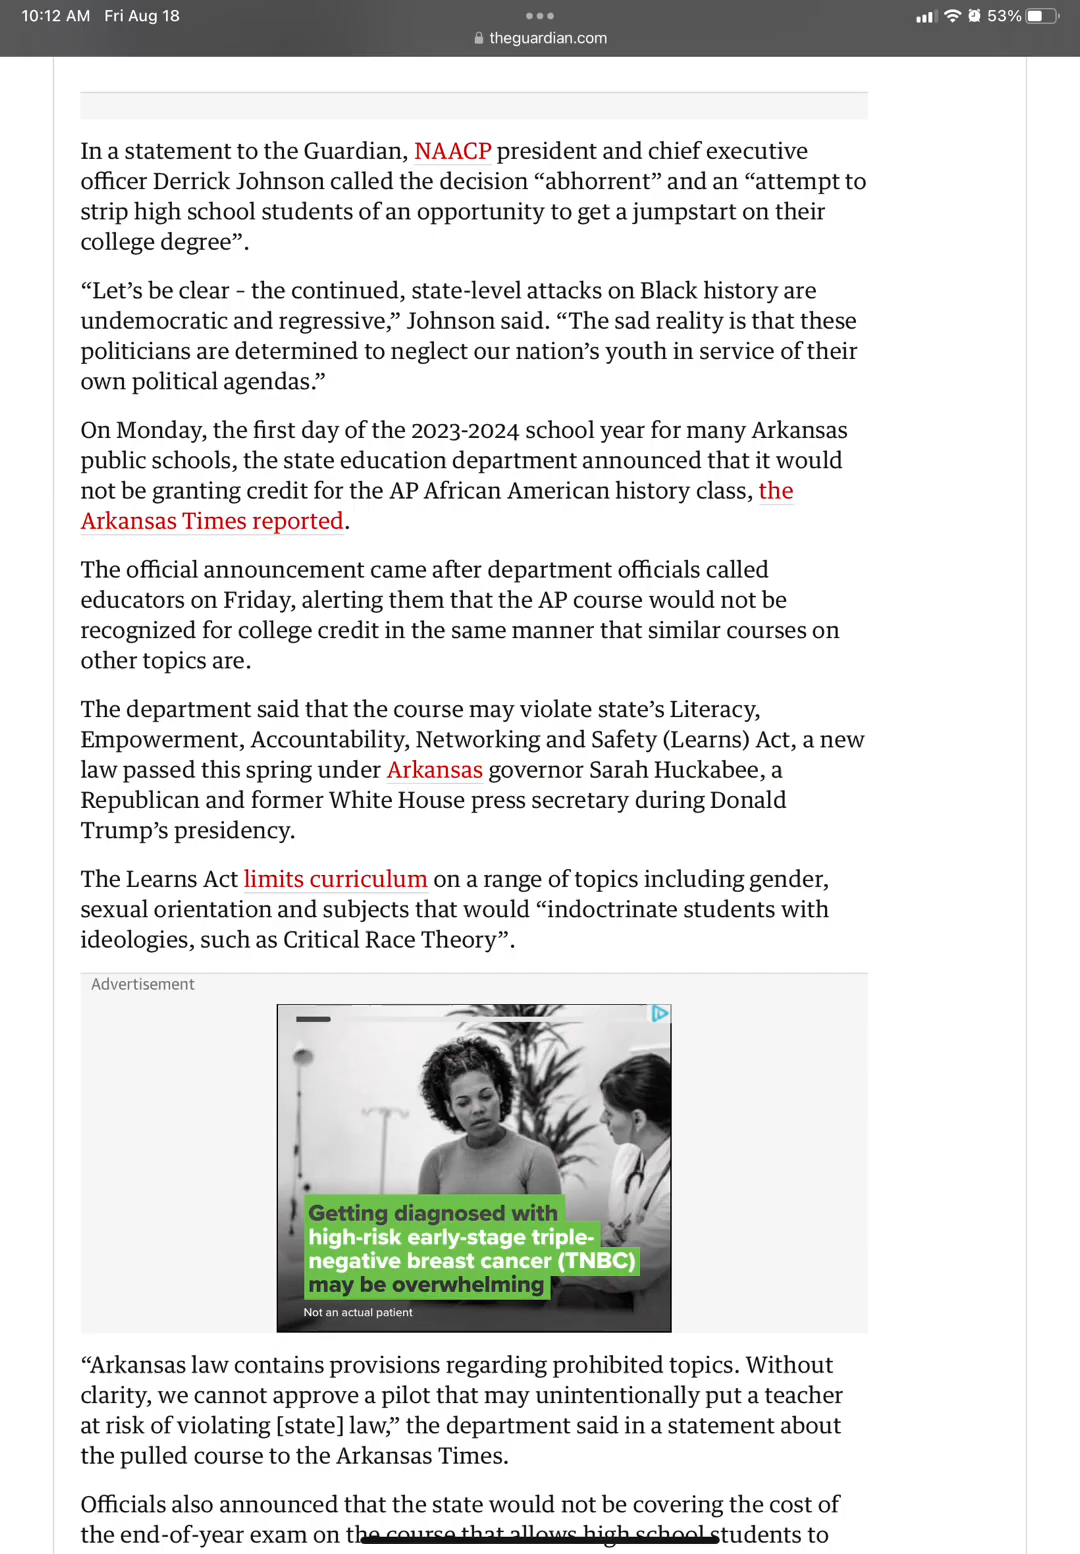 10:12 AM Fri Aug 18
53%
theguardian.com
In a statement to the Guardian, NAACP president and chief executive
officer Derrick Johnson called the decision “abhorrent” and an “attempt to
strip high school students of an opportunity to get a jumpstart on their
college degree”.
“Let’s be clear – the continued, state-level attacks on Black history are
undemocratic and regressive,” Johnson said. “The sad reality is that these
politicians are determined to neglect our nation’s youth in service of their
own political agendas.”
On Monday, the first day of the 2023-2024 school year for many Arkansas
public schools, the state education department announced that it would
not be granting credit for the AP African American history class, the
Arkansas Times reported.
The official announcement came after department officials called
educators on Friday, alerting them that the AP course would not be
recognized for college credit in the same manner that similar courses on
other topics are.
The department said that the course may violate state’s Literacy,
Empowerment, Accountability, Networking and Safety (Learns) Act, a new
law passed this spring under Arkansas governor Sarah Huckabee, a
Republican and former White House press secretary during Donald
Trump’s presidency.
The Learns Act limits curriculum on a range of topics including gender,
sexual orientation and subjects that would “indoctrinate students with
ideologies, such as Critical Race Theory”.
Advertisement
Getting diagnosed with
high-risk early-stage triple-
negative breast cancer (TNBC)
may be overwhelming
Not an actual patient
“Arkansas law contains provisions regarding prohibited topics. Without
clarity, we cannot approve a pilot that may unintentionally put a teacher
at risk of violating [state] law,” the department said in a statement about
the pulled course to the Arkansas Times.
Officials also announced that the state would not be covering the cost of
the end-of-year exam on the course that allows high school students to